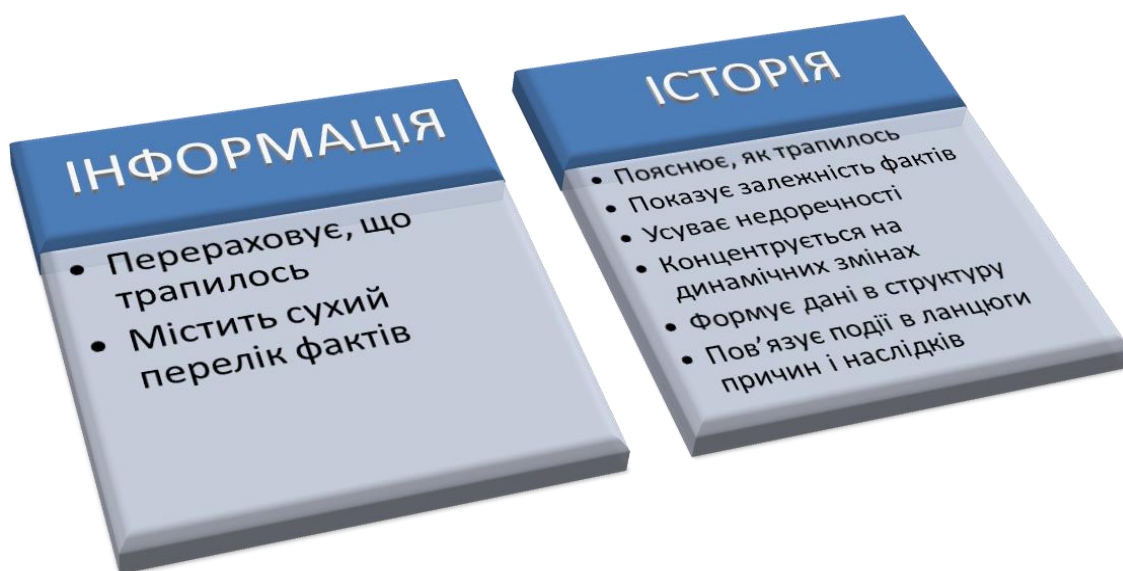 ІНФОРМАЦІЯ
• Перераховує, що
трапилось
• Містить сухий
перелік фактів
ІСТОРІЯ
• Пояснює, як трапилось
• Показує залежність фактів
• Усуває недоречності
• Концентрується на
динамічних змінах
• Формує дані в структуру
• Пов’язує події в ланцюги
причин і наслідків